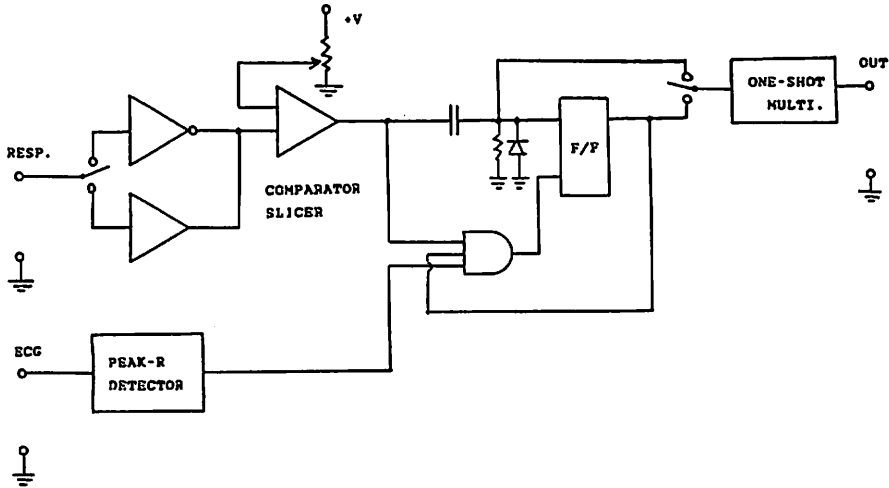 +V
OUT
ONE-SHOT
MULTI.
RESP.
F/F
COMPARATOR
SLICER
ECG
PEAK-R
DETECTOR